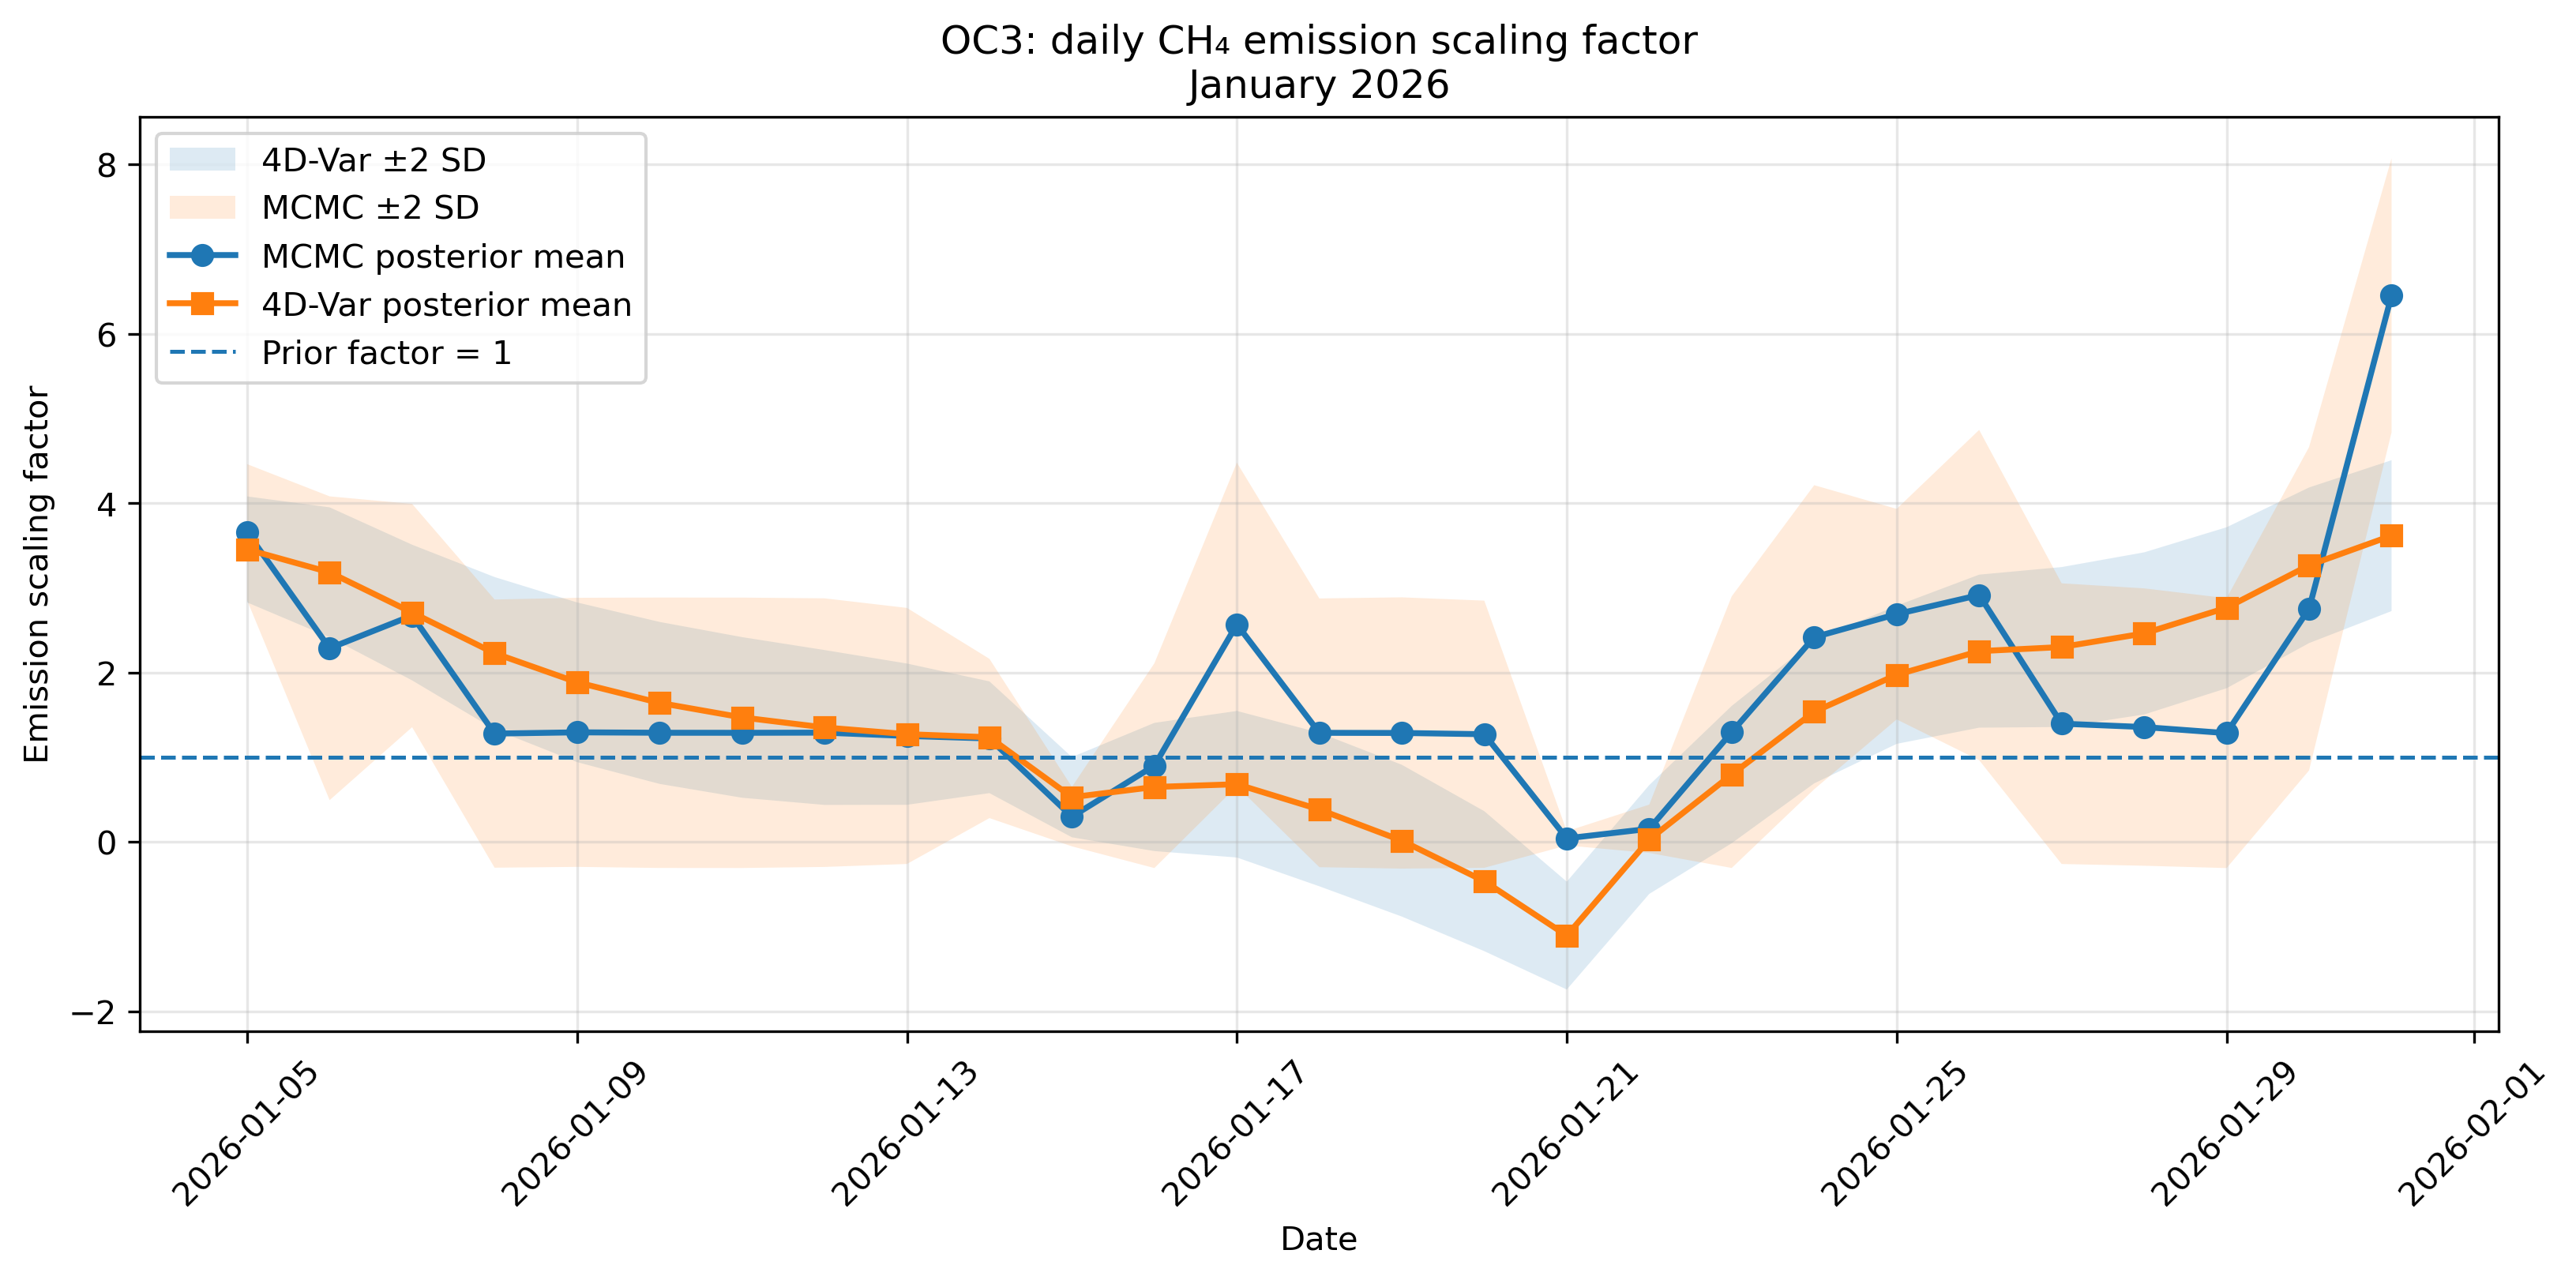 OC3: daily CH₄ emission scaling factor
January 2026
4D-Var ±2 SD
MCMC ±2 SD
MCMC posterior mean
4D-Var posterior mean
Prior factor = 1
Emission scaling factor
8
6
4
2
0
−2
2026-01-05
2026-01-09
2026-01-13
2026-01-17
2026-01-21
2026-01-25
2026-01-29
2026-02-01
Date